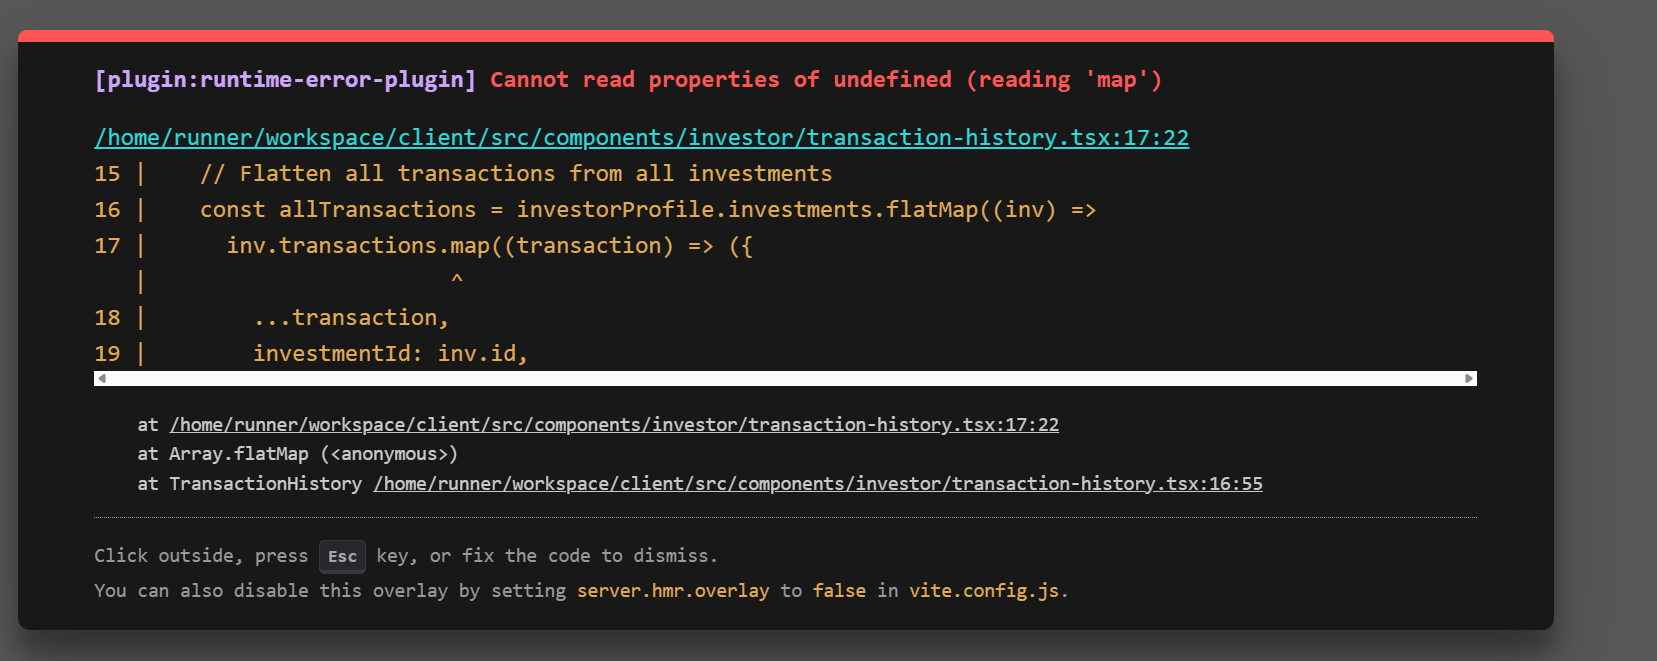 [plugin:runtime-error-plugin] Cannot read properties of undefined (reading 'map')
/home/runner/workspace/client/src/components/investor/transaction-history.tsx:17:22
15 |    // Flatten all transactions from all investments
16 |    const allTransactions = investorProfile.investments.flatMap((inv) =>
17 |      inv.transactions.map((transaction) => ({
   |                       ^
18 |        ...transaction,
19 |        investmentId: inv.id,
at /home/runner/workspace/client/src/components/investor/transaction-history.tsx:17:22
at Array.flatMap (<anonymous>)
at TransactionHistory /home/runner/workspace/client/src/components/investor/transaction-history.tsx:16:55
Click outside, press Esc key, or fix the code to dismiss.
You can also disable this overlay by setting server.hmr.overlay to false in vite.config.js.